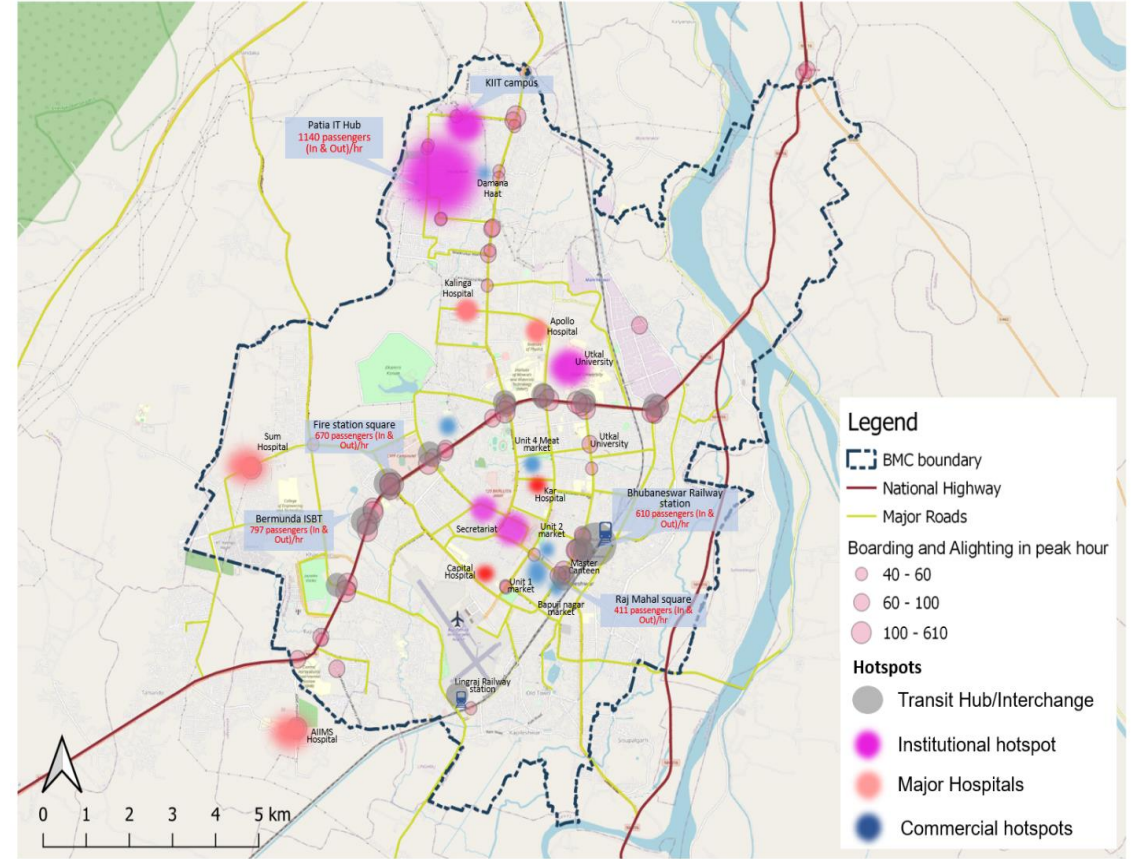 KIIT campus
Patia IT Hub
1140 passengers
(In & Out)/hr
Damana
Haat
Kalinga
Hospital
Apollo
Hospital
Utkal
University
Fire station square
670 passengers (In &
Out)/hr
Sum
Hospital
Unit 4 Meat
market
Utkal
University
Kar
Hospital
Bhubaneswar Railway
station
610 passengers (In &
Out)/hr
Bermunda ISBT
797 passengers (In &
Out)/hr
Secretariat
Unit 2
market
Capital
Hospital
Master
Canteen
Unit 1
market
Bapuji nagar
market
Raj Mahal square
411 passengers (In &
Out)/hr
Lingraj Railway
station
AIIMS
Hospital
0 1 2 3 4 5 km
Legend
BMC boundary
National Highway
Major Roads
Boarding and Alighting in peak hour
40 - 60
60 - 100
100 - 610
Hotspots
Transit Hub/Interchange
Institutional hotspot
Major Hospitals
Commercial hotspots